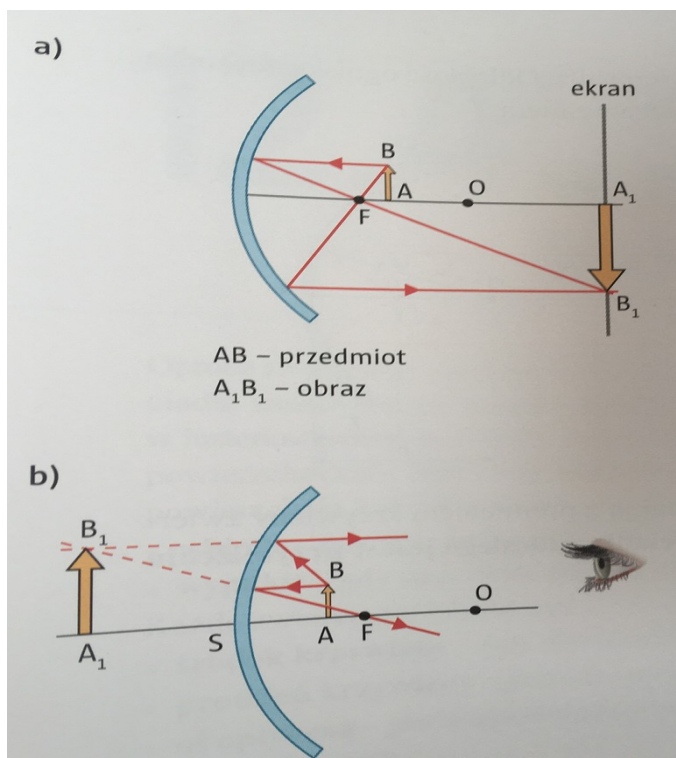 a)
ekran
B
A
O
A₁
F
B₁
AB – przedmiot
A₁B₁ – obraz
b)
B₁
B
O
S
A
F
A₁